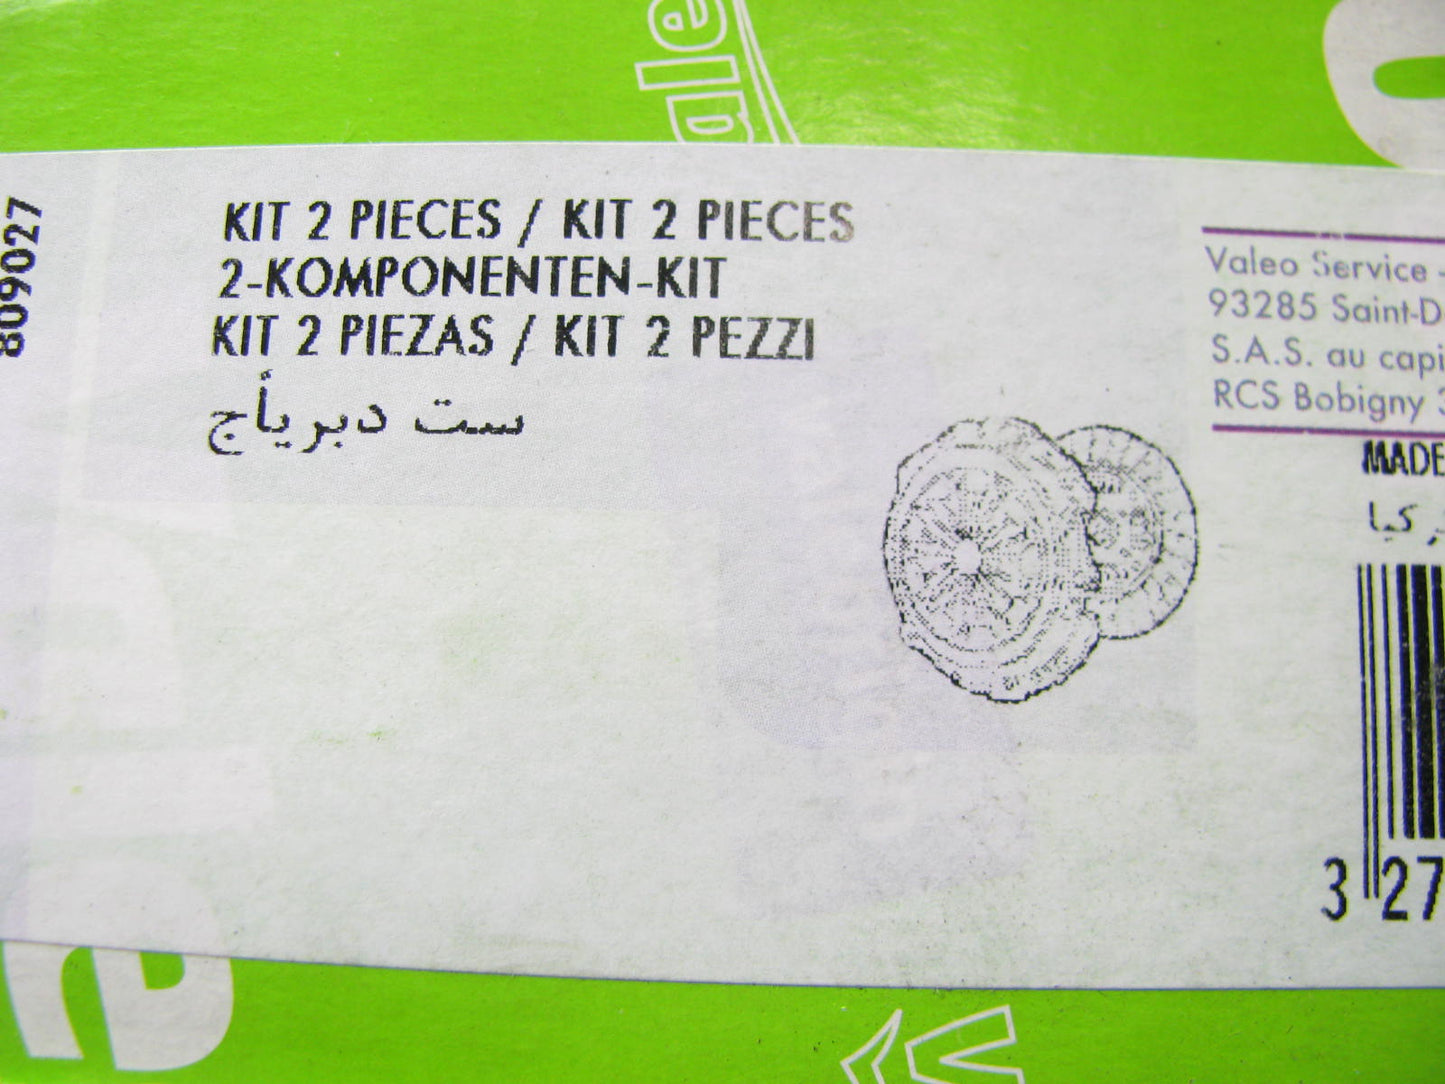 809027
KIT 2 PIECES / KIT 2 PIECES
2-KOMPONENTEN-KIT
KIT 2 PIEZAS / KIT 2 PEZZI
ست دبرياأج
Valeo Service -
93285 Saint-D
S.A.S. au capi
RCS Bobigny
MADE
3 27